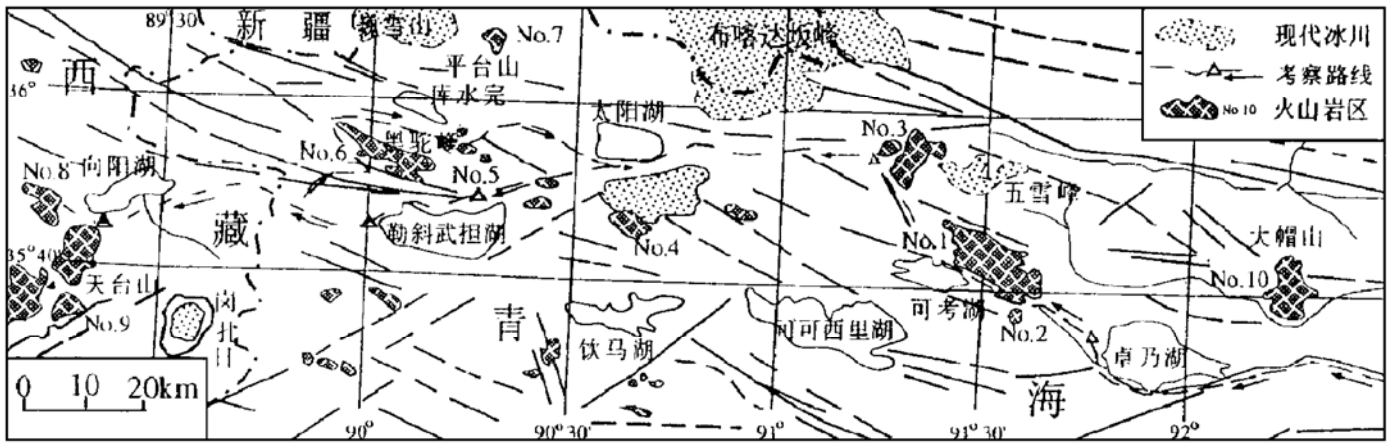 89°30′
新 疆
No.7
平台山
库水浣
布喀达坂峰
现代冰川
考察路线
No 10 火山岩区
西
36°
太阳湖
No.3
黑驼峰
No.6
No.5
No.8
向阳湖
五雪峰
藏
勒斜武担湖
No.4
No.1
大帽山
35°40′
No.10
天台山
No.9
岗扎日
青
可考湖
饮马湖
可可西里湖
No.2
卓乃湖
0 10 20km
海
90°
90°30′
91°
91°30′
92°